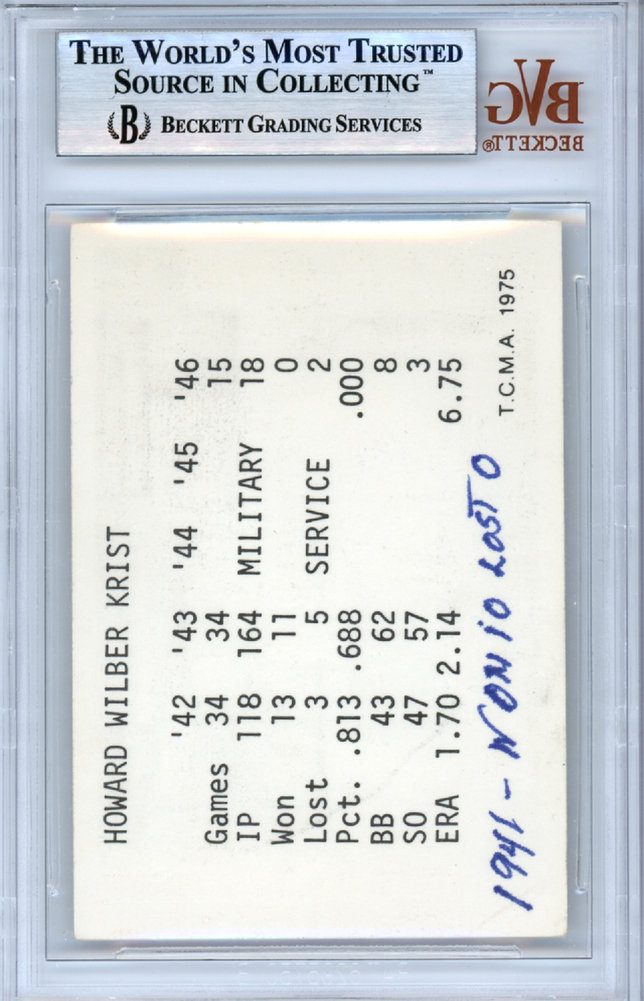 THE WORLD'S MOST TRUSTED
SOURCE IN COLLECTING™
B BECKETT GRADING SERVICES
BVG
BECKETT®
HOWARD WILBER KRIST
'42 '43 '44 '45 '46
Games 34 34 15
IP 118 164 MILITARY 18
Won 13 11 0
Lost 3 5 SERVICE 2
Pct. .813 .688 .000
BB 43 62 8
SO 47 57 3
ERA 1.70 2.14 6.75
1941 - WON 10 LOST 0
T.C.M.A. 1975